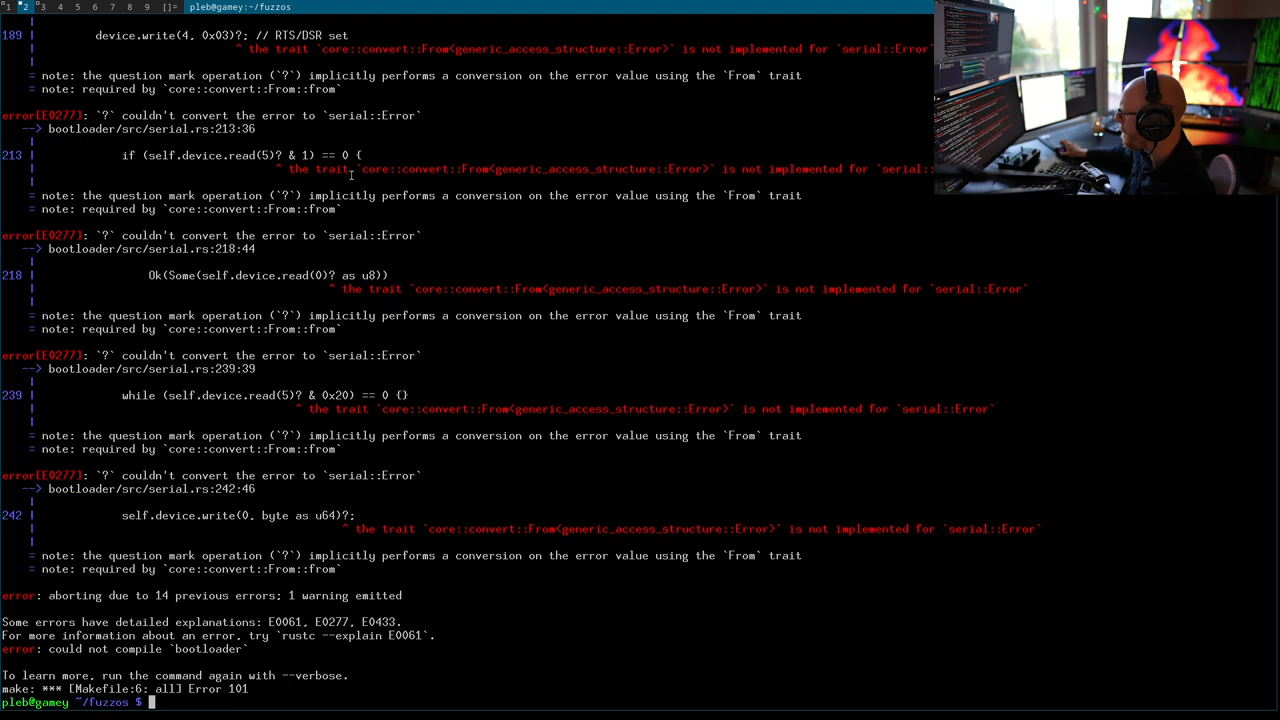 1 2 3 4 5 6 7 8 9 []= pleb@gamey:~/fuzzos
|
189 | device.write(4, 0x03)?; // RTS/DSR set
| ^ the trait `core::convert::From<generic_access_structure::Error>` is not implemented for `serial::Error`
|
= note: the question mark operation (`?`) implicitly performs a conversion on the error value using the `From` trait
= note: required by `core::convert::From::from`
error[E0277]: `?` couldn't convert the error to `serial::Error`
--> bootloader/src/serial.rs:213:36
|
213 | if (self.device.read(5)? & 1) == 0 {
| ^ the trait `core::convert::From<generic_access_structure::Error>` is not implemented for `serial::
|
= note: the question mark operation (`?`) implicitly performs a conversion on the error value using the `From` trait
= note: required by `core::convert::From::from`
error[E0277]: `?` couldn't convert the error to `serial::Error`
--> bootloader/src/serial.rs:218:44
|
218 | Ok(Some(self.device.read(0)? as u8))
| ^ the trait `core::convert::From<generic_access_structure::Error>` is not implemented for `serial::Error`
|
= note: the question mark operation (`?`) implicitly performs a conversion on the error value using the `From` trait
= note: required by `core::convert::From::from`
error[E0277]: `?` couldn't convert the error to `serial::Error`
--> bootloader/src/serial.rs:239:39
|
239 | while (self.device.read(5)? & 0x20) == 0 {}
| ^ the trait `core::convert::From<generic_access_structure::Error>` is not implemented for `serial::Error`
|
= note: the question mark operation (`?`) implicitly performs a conversion on the error value using the `From` trait
= note: required by `core::convert::From::from`
error[E0277]: `?` couldn't convert the error to `serial::Error`
--> bootloader/src/serial.rs:242:46
|
242 | self.device.write(0, byte as u64)?;
| ^ the trait `core::convert::From<generic_access_structure::Error>` is not implemented for `serial::Error`
|
= note: the question mark operation (`?`) implicitly performs a conversion on the error value using the `From` trait
= note: required by `core::convert::From::from`
error: aborting due to 14 previous errors; 1 warning emitted
Some errors have detailed explanations: E0061, E0277, E0433.
For more information about an error, try `rustc --explain E0061`.
error: could not compile `bootloader`
To learn more, run the command again with --verbose.
make: *** [Makefile:6: all] Error 101
pleb@gamey ~/fuzzos $